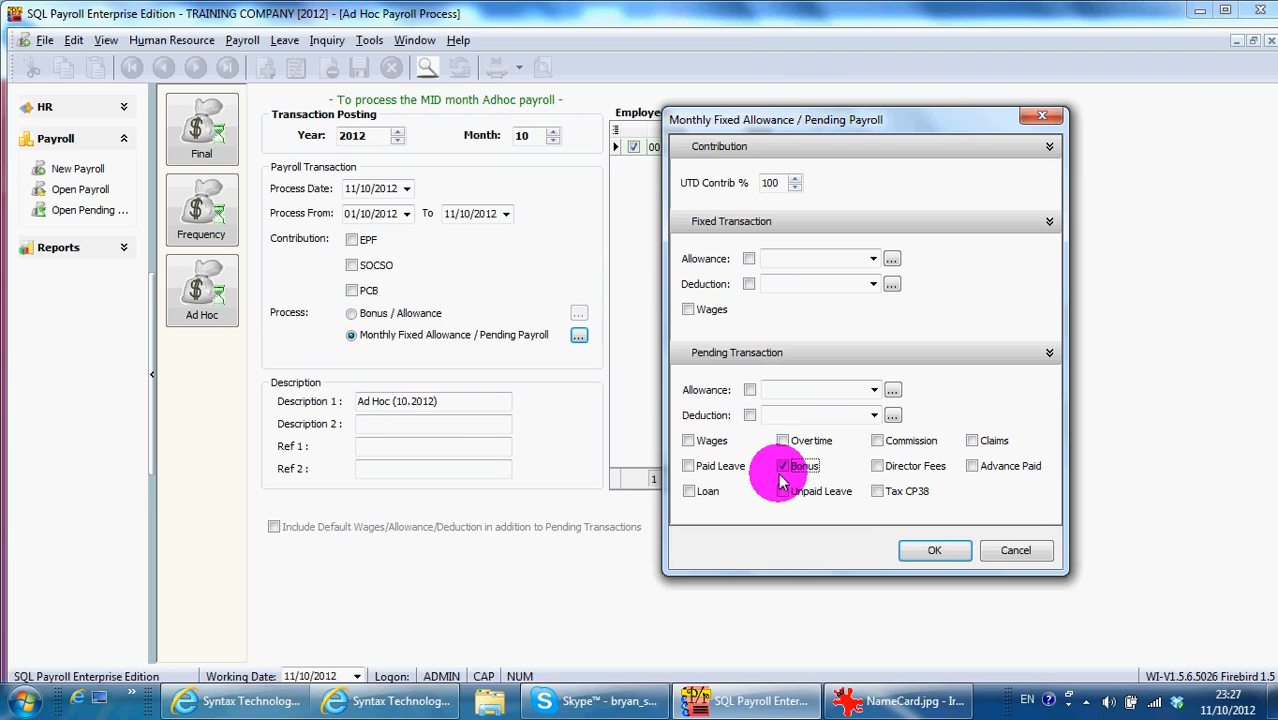 SQL Payroll Enterprise Edition - TRAINING COMPANY [2012] - [Ad Hoc Payroll Process]
File Edit View Human Resource Payroll Leave Inquiry Tools Window Help
HR
Payroll
New Payroll
Open Payroll
Open Pending ...
Reports
Final
Frequency
Ad Hoc
- To process the MID month Adhoc payroll -
Transaction Posting
Year: 2012 Month: 10
Payroll Transaction
Process Date: 11/10/2012
Process From: 01/10/2012 To 11/10/2012
Contribution: EPF
SOCSO
PCB
Process: Bonus / Allowance ...
Monthly Fixed Allowance / Pending Payroll ...
Description
Description 1 : Ad Hoc (10.2012)
Description 2 :
Ref 1 :
Ref 2 :
Include Default Wages/Allowance/Deduction in addition to Pending Transactions
Employe
00
1
Monthly Fixed Allowance / Pending Payroll
Contribution
UTD Contrib % 100
Fixed Transaction
Allowance: ...
Deduction: ...
Wages
Pending Transaction
Allowance: ...
Deduction: ...
Wages Overtime Commission Claims
Paid Leave Bonus Director Fees Advance Paid
Loan Unpaid Leave Tax CP38
OK Cancel
SQL Payroll Enterprise Edition Working Date: 11/10/2012 Logon: ADMIN CAP NUM WI-V1.5.6.5026 Firebird 1.5
Syntax Technolog... Syntax Technolog... Skype™ - bryan_s... SQL Payroll Enter... NameCard.jpg - Ir... EN 23:27
11/10/2012